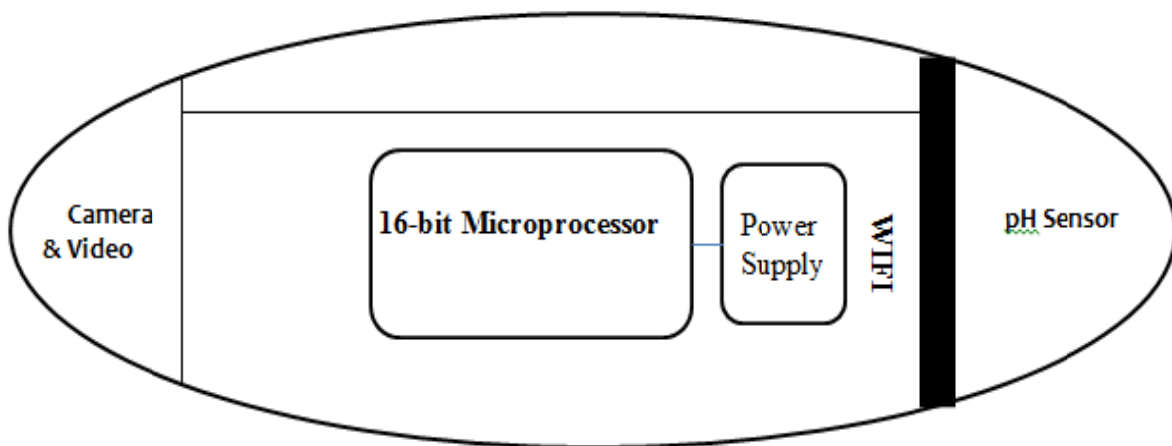 Camera
& Video
16-bit Microprocessor
Power
Supply
WIFI
pH Sensor